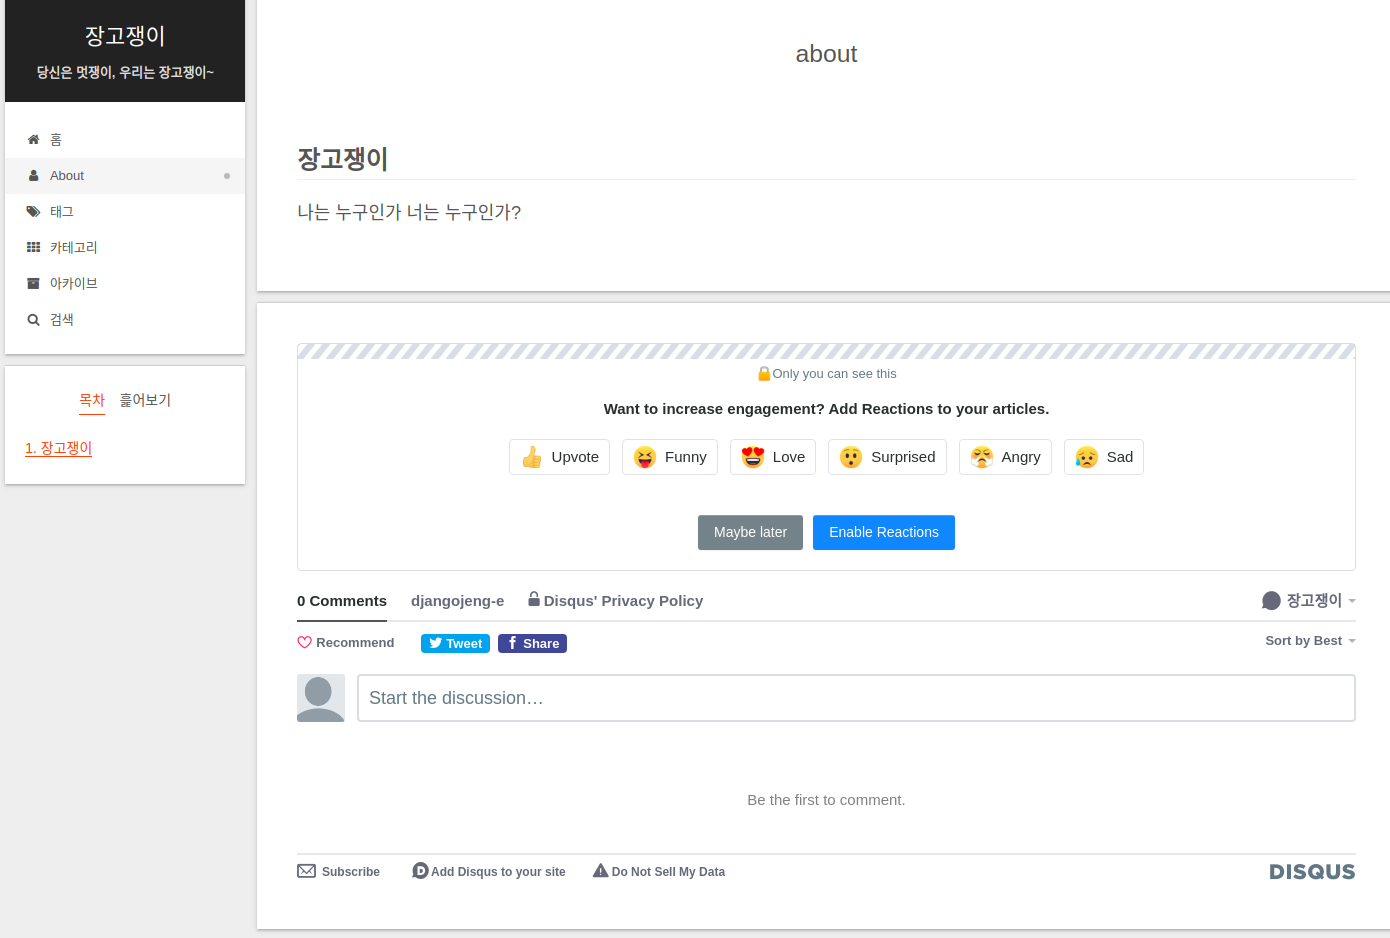 장고쟁이
당신은 멋쟁이, 우리는 장고쟁이~
홈
About
태그
카테고리
아카이브
검색
목차 훑어보기
1. 장고쟁이
about
장고쟁이
나는 누구인가 너는 누구인가?
Only you can see this
Want to increase engagement? Add Reactions to your articles.
Upvote Funny Love Surprised Angry Sad
Maybe later Enable Reactions
0 Comments djangojeng-e Disqus' Privacy Policy 장고쟁이
Recommend Tweet Share Sort by Best
Start the discussion…
Be the first to comment.
Subscribe Add Disqus to your site Do Not Sell My Data DISQUS